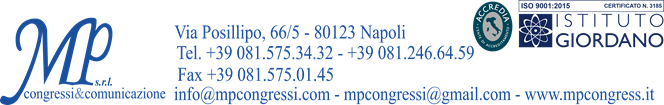 MP s.r.l.
congressi&comunicazione
Via Posillipo, 66/5 - 80123 Napoli
Tel. +39 081.575.34.32 - +39 081.246.64.59
Fax +39 081.575.01.45
info@mpcongressi.com - mpcongressi@gmail.com - www.mpcongress.it
ACCREDIA
ISO 9001:2015 CERTIFICATO N. 3185
ISTITUTO
GIORDANO